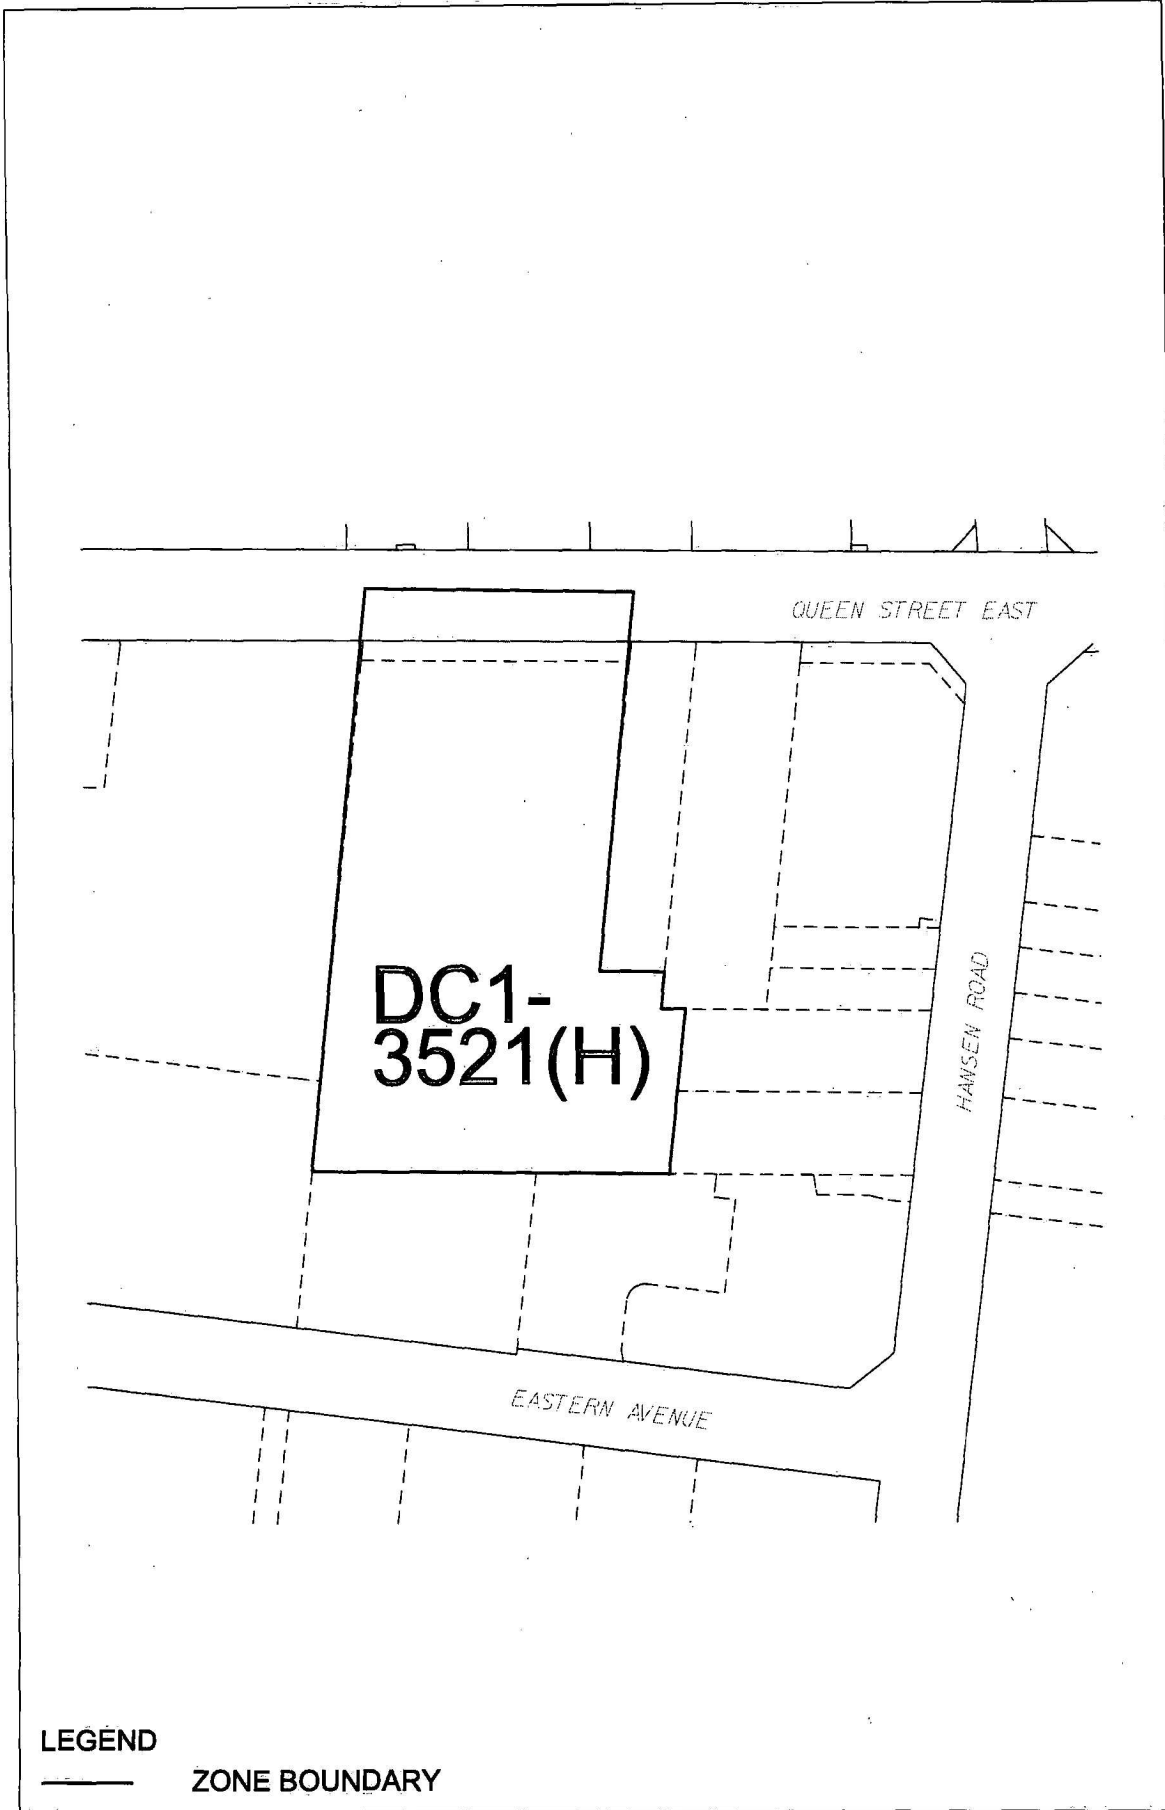 QUEEN STREET EAST
DC1-
3521(H)
HANSEN ROAD
EASTERN AVENUE
LEGEND
ZONE BOUNDARY